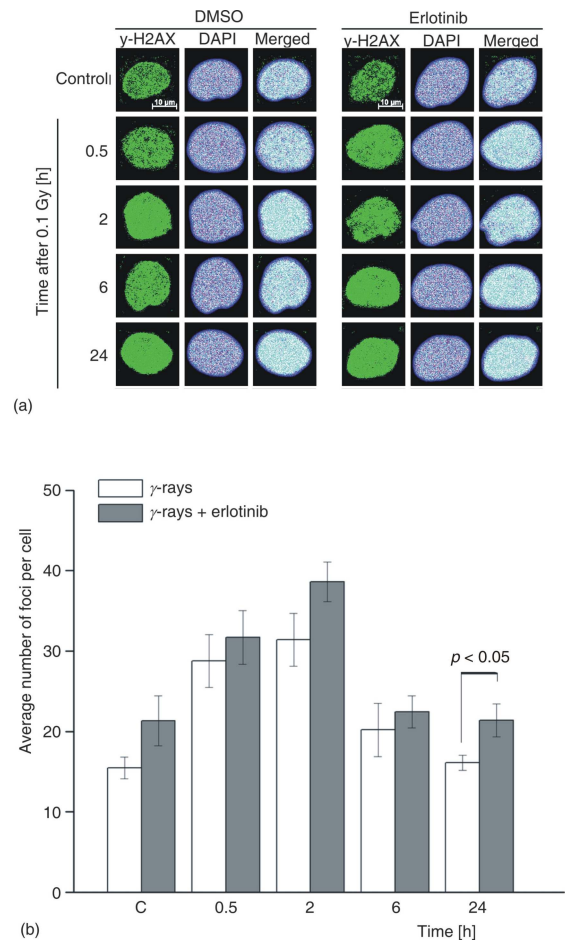 DMSO Erlotinib
y-H2AX DAPI Merged y-H2AX DAPI Merged
Control
10 µm 10 µm
Time after 0.1 Gy [h]
0.5
2
6
24
(a)
50
40
30
20
10
0
Average number of foci per cell
γ-rays
γ-rays + erlotinib
p < 0.05
C 0.5 2 6 24
Time [h]
(b)